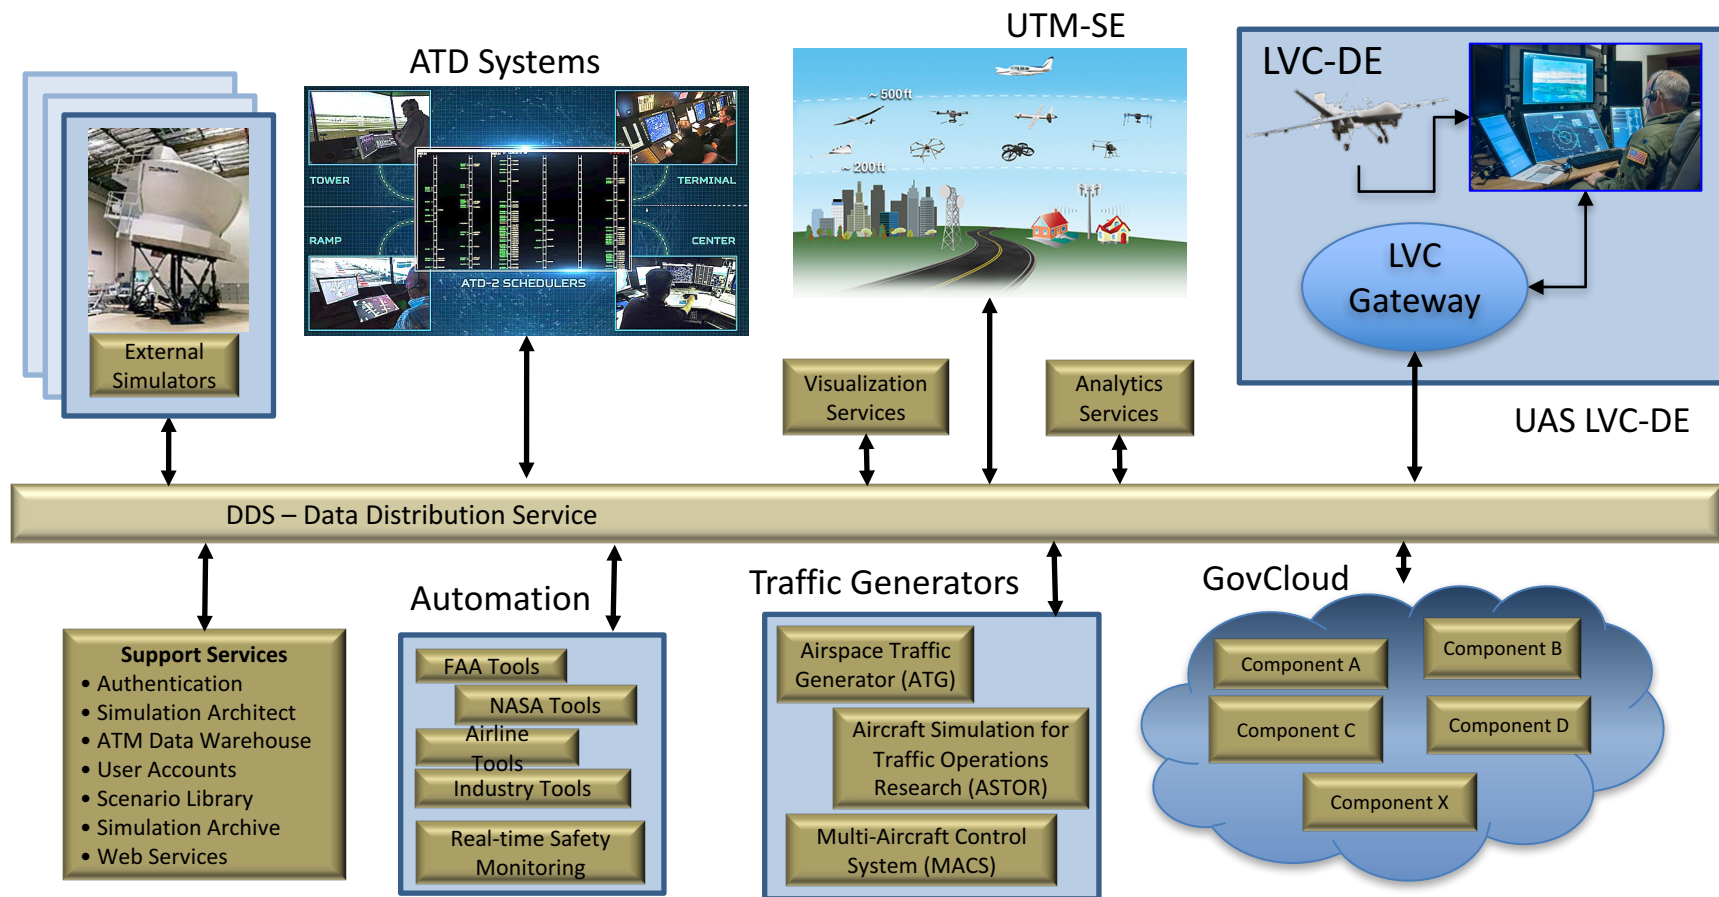 UTM-SE
ATD Systems
LVC-DE
~ 500ft
~ 200ft
TOWER
TERMINAL
RAMP
CENTER
ATD-2 SCHEDULERS
LVC
Gateway
External
Simulators
Visualization
Services
Analytics
Services
UAS LVC-DE
DDS – Data Distribution Service
Support Services
• Authentication
• Simulation Architect
• ATM Data Warehouse
• User Accounts
• Scenario Library
• Simulation Archive
• Web Services
Automation
FAA Tools
NASA Tools
Airline
Tools
Industry Tools
Real-time Safety
Monitoring
Traffic Generators
Airspace Traffic
Generator (ATG)
Aircraft Simulation for
Traffic Operations
Research (ASTOR)
Multi-Aircraft Control
System (MACS)
GovCloud
Component A
Component B
Component C
Component D
Component X